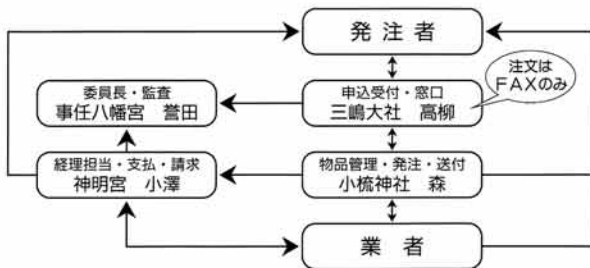 発注者
注文は
FAXのみ
委員長・監査
事任八幡宮 誉田
申込受付・窓口
三嶋大社 高柳
経理担当・支払・請求
神明宮 小澤
物品管理・発注・送付
小梳神社 森
業者